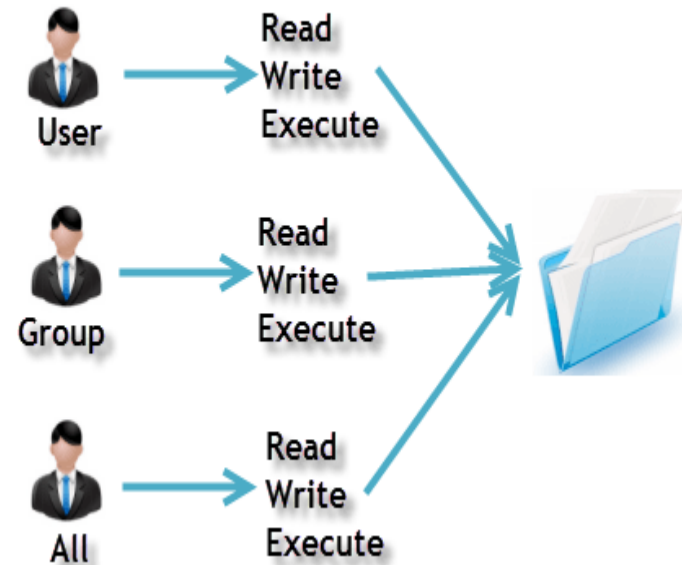 User
Read
Write
Execute
Group
Read
Write
Execute
All
Read
Write
Execute